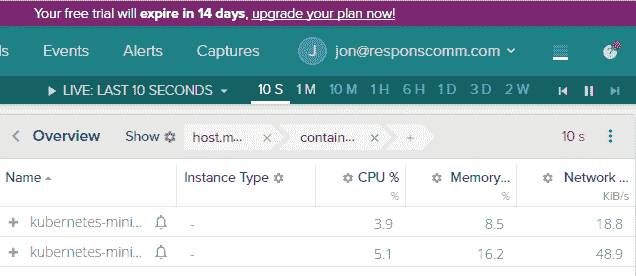 Your free trial will expire in 14 days, upgrade your plan now!
ls Events Alerts Captures J jon@responscomm.com
LIVE: LAST 10 SECONDS 10 S 1 M 10 M 1 H 6 H 1 D 3 D 2 W
Overview Show host.m... × contain... × + 10 s
Name Instance Type CPU % Memory... Network ...
% % KiB/s
+ kubernetes-mini... - 3.9 8.5 18.8
+ kubernetes-mini... - 5.1 16.2 48.9